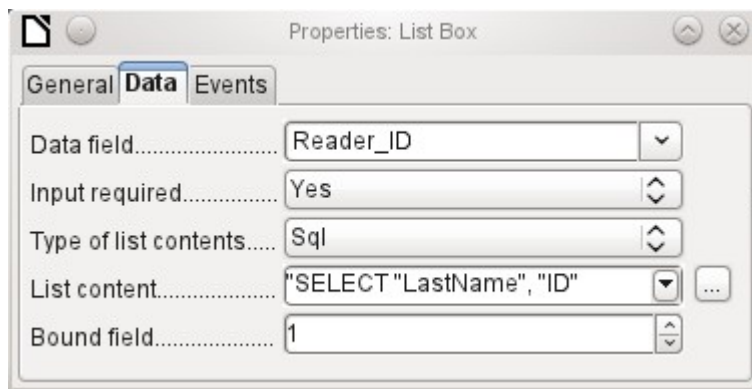 Properties: List Box
General Data Events
Data field....................... Reader_ID
Input required................ Yes
Type of list contents..... Sql
List content.................... "SELECT "LastName", "ID" ...
Bound field..................... 1